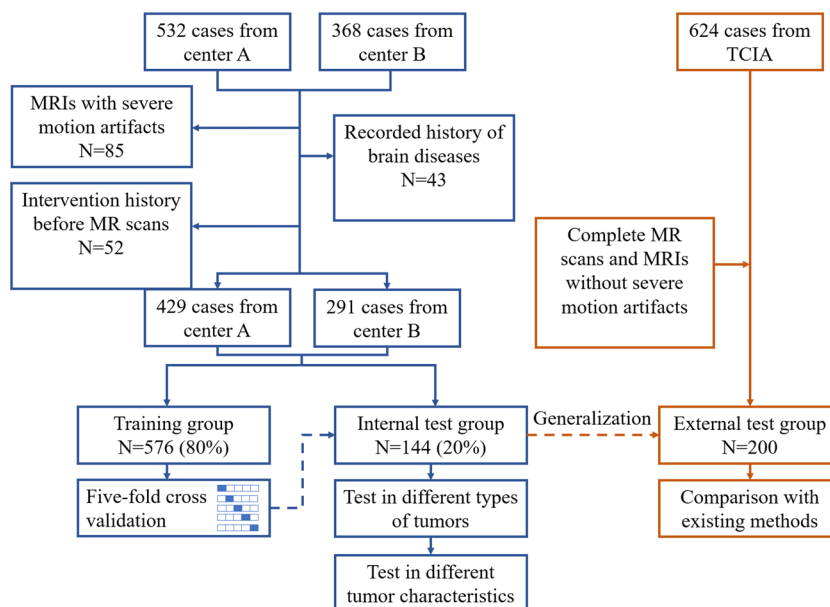 532 cases from
center A
368 cases from
center B
624 cases from
TCIA
MRIs with severe
motion artifacts
N=85
Recorded history of
brain diseases
N=43
Intervention history
before MR scans
N=52
Complete MR
scans and MRIs
without severe
motion artifacts
429 cases from
center A
291 cases from
center B
Training group
N=576 (80%)
Internal test group
N=144 (20%)
Generalization
External test group
N=200
Five-fold cross
validation
Test in different types
of tumors
Comparison with
existing methods
Test in different
tumor characteristics